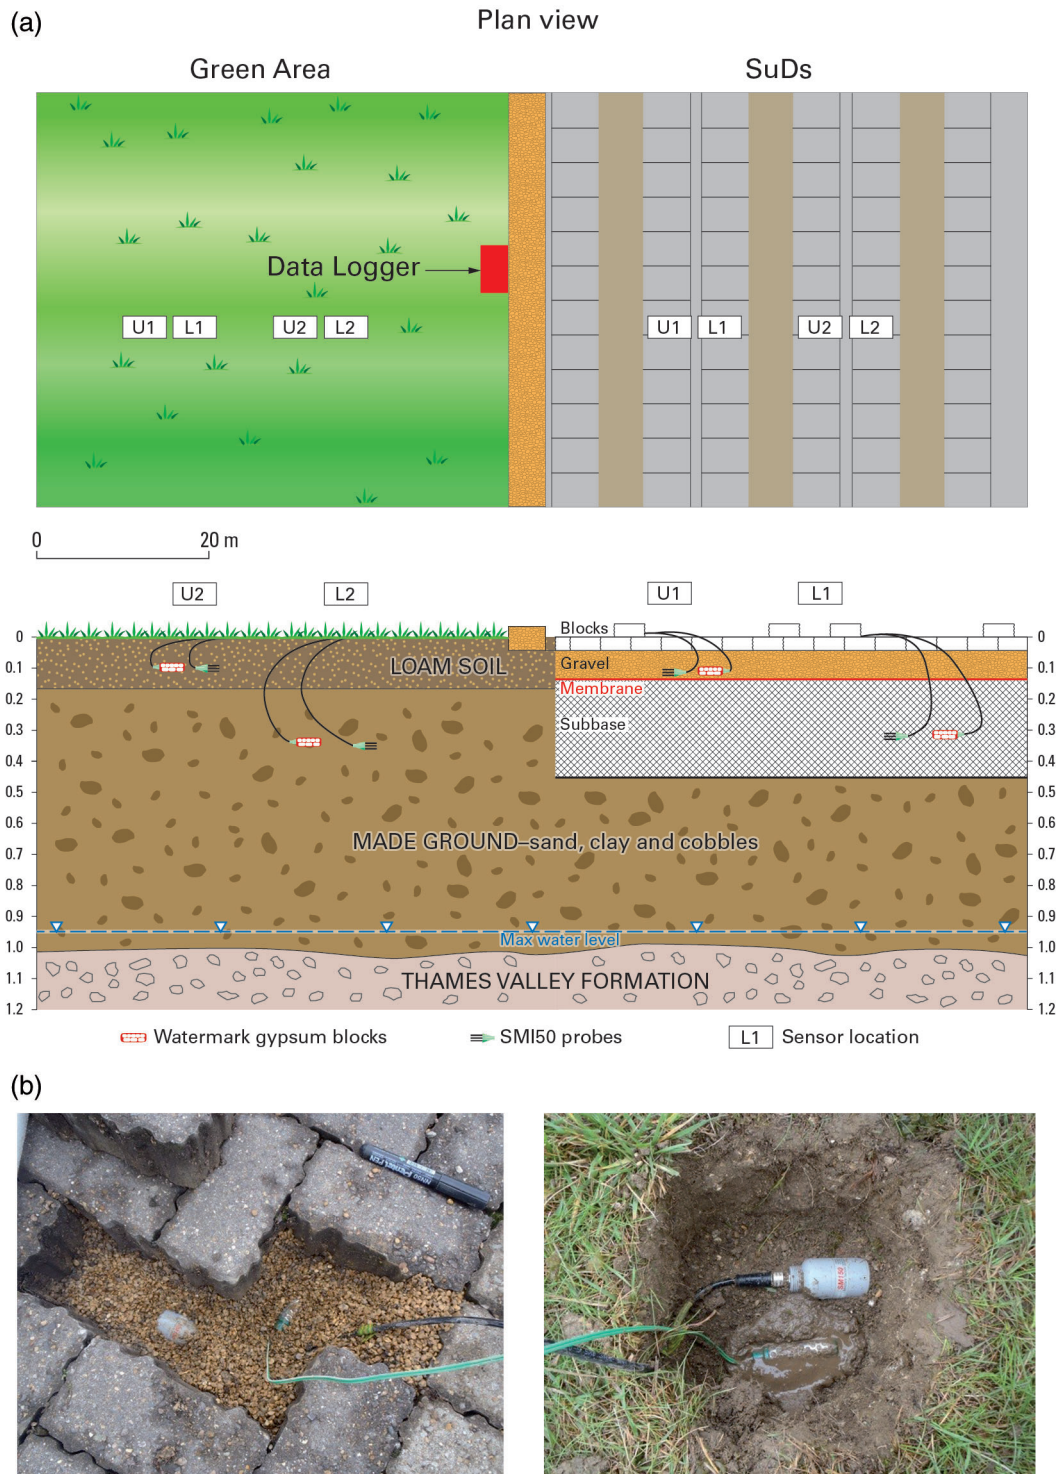 (a)
Plan view
Green Area
SuDs
Data Logger
U1 L1 U2 L2 U1 L1 U2 L2
0 20 m
U2 L2 U1 L1
0 Blocks 0
0.1 LOAM SOIL Gravel 0.1
Membrane
0.2 0.2
Subbase
0.3 0.3
0.4 0.4
0.5 0.5
0.6 0.6
MADE GROUND–sand, clay and cobbles
0.7 0.7
0.8 0.8
0.9 0.9
Max water level
1.0 1.0
THAMES VALLEY FORMATION
1.1 1.1
1.2 1.2
Watermark gypsum blocks SMI50 probes L1 Sensor location
(b)